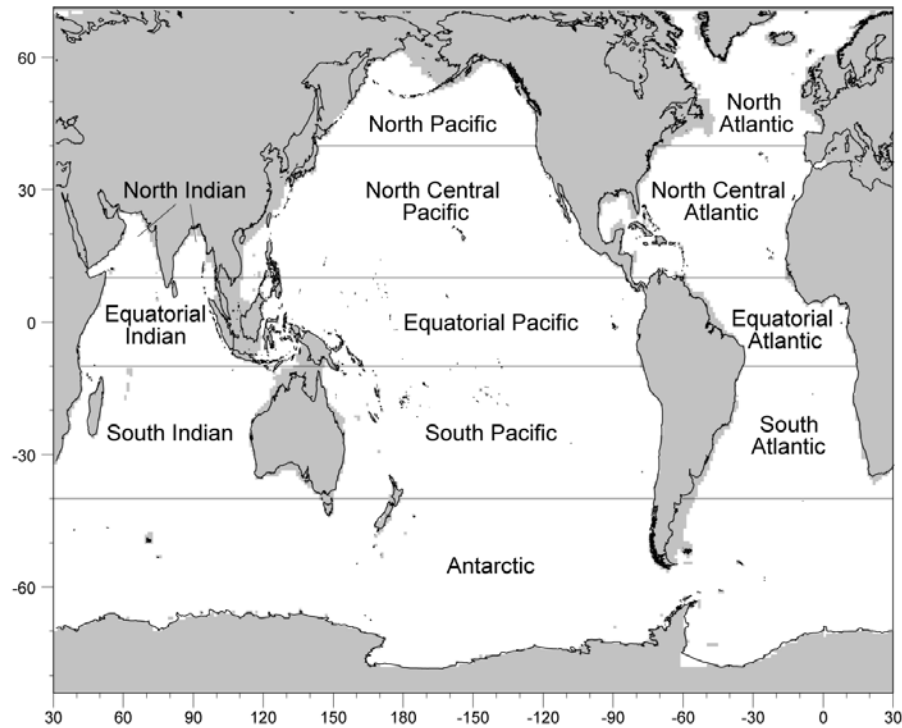 60
North
Atlantic
North Pacific
30
North Indian
North Central
Pacific
North Central
Atlantic
0
Equatorial
Indian
Equatorial Pacific
Equatorial
Atlantic
South Indian
South Pacific
South
Atlantic
-30
Antarctic
-60
30 60 90 120 150 180 -150 -120 -90 -60 -30 0 30